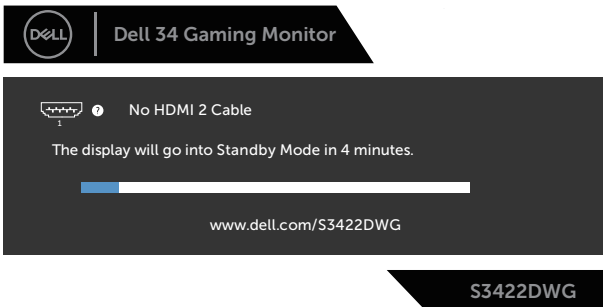 DELL
Dell 34 Gaming Monitor
?
No HDMI 2 Cable
1
The display will go into Standby Mode in 4 minutes.
www.dell.com/S3422DWG
S3422DWG